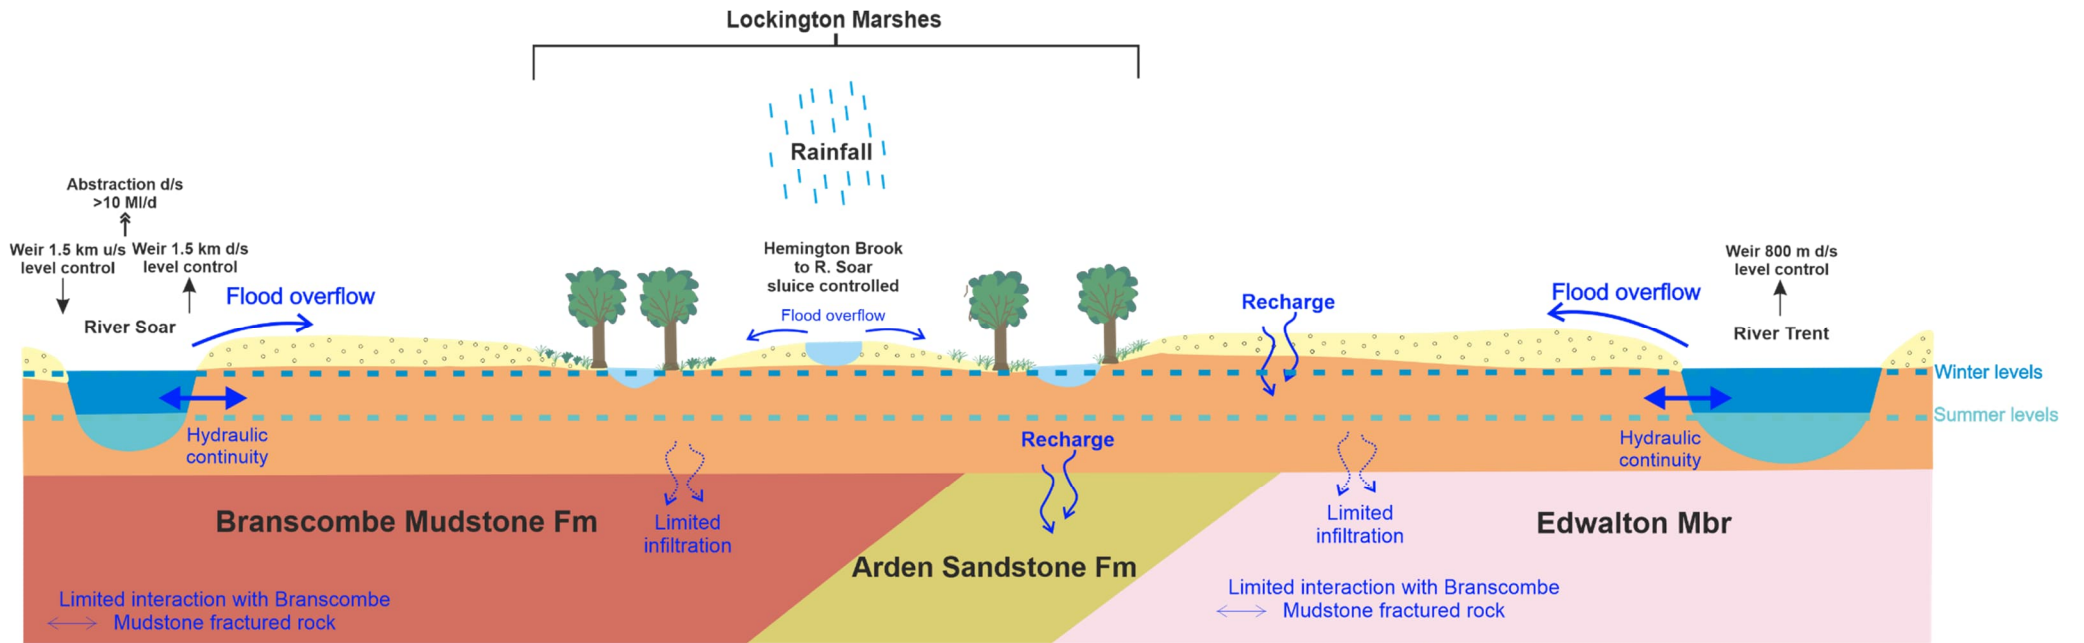 Lockington Marshes
Rainfall
Abstraction d/s
>10 Ml/d
Weir 1.5 km u/s
level control
Weir 1.5 km d/s
level control
River Soar
Flood overflow
Hemington Brook
to R. Soar
sluice controlled
Flood overflow
Recharge
Flood overflow
Weir 800 m d/s
level control
River Trent
Winter levels
Summer levels
Hydraulic
continuity
Recharge
Hydraulic
continuity
Branscombe Mudstone Fm
Limited
infiltration
Arden Sandstone Fm
Limited
infiltration
Edwalton Mbr
Limited interaction with Branscombe
Mudstone fractured rock
Limited interaction with Branscombe
Mudstone fractured rock